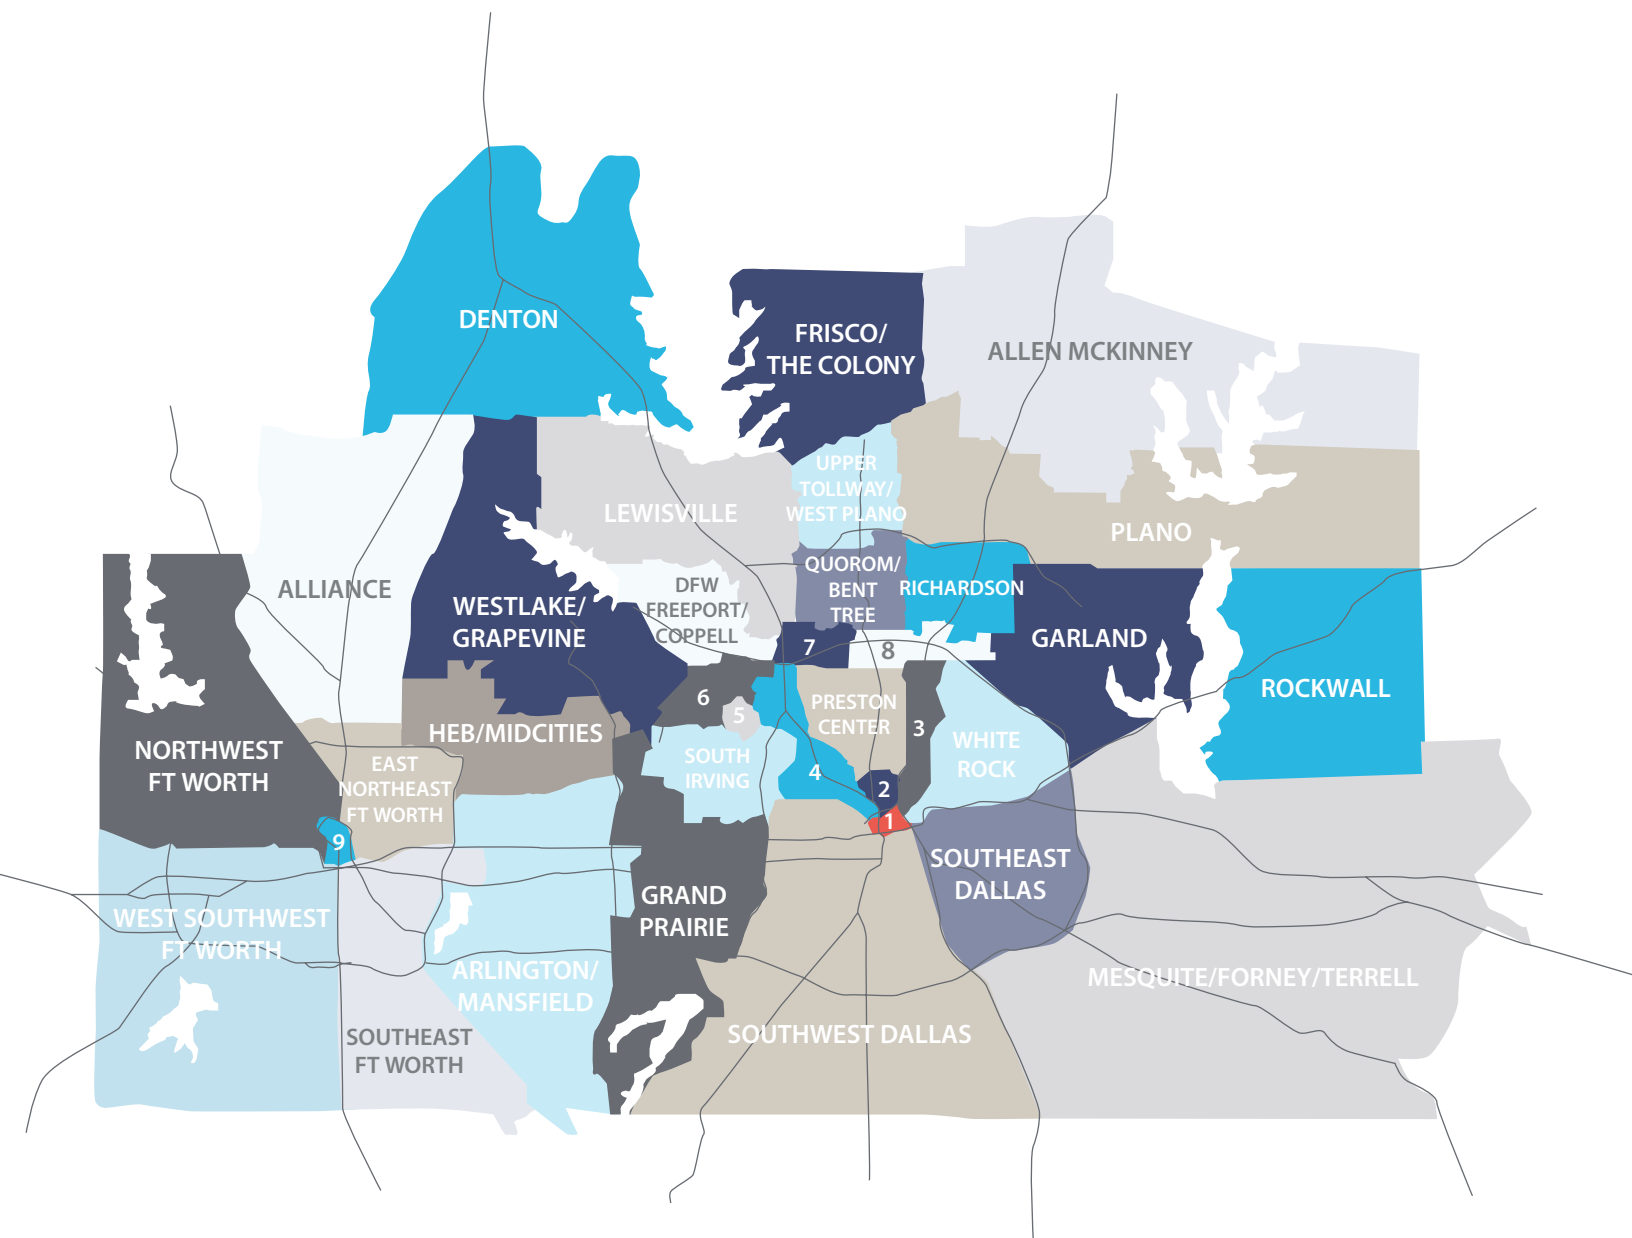 DENTON
FRISCO/
THE COLONY
ALLEN MCKINNEY
UPPER
TOLLWAY/
WEST PLANO
LEWISVILLE
PLANO
ALLIANCE
WESTLAKE/
GRAPEVINE
DFW
FREEPORT/
COPPELL
QUOROM/
BENT
TREE
RICHARDSON
GARLAND
7
8
ROCKWALL
6
5
PRESTON
CENTER
3
HEB/MIDCITIES
NORTHWEST
FT WORTH
EAST
NORTHEAST
FT WORTH
SOUTH
IRVING
4
WHITE
ROCK
2
1
9
SOUTHEAST
DALLAS
GRAND
PRAIRIE
WEST SOUTHWEST
FT WORTH
ARLINGTON/
MANSFIELD
MESQUITE/FORNEY/TERRELL
SOUTHEAST
FT WORTH
SOUTHWEST DALLAS